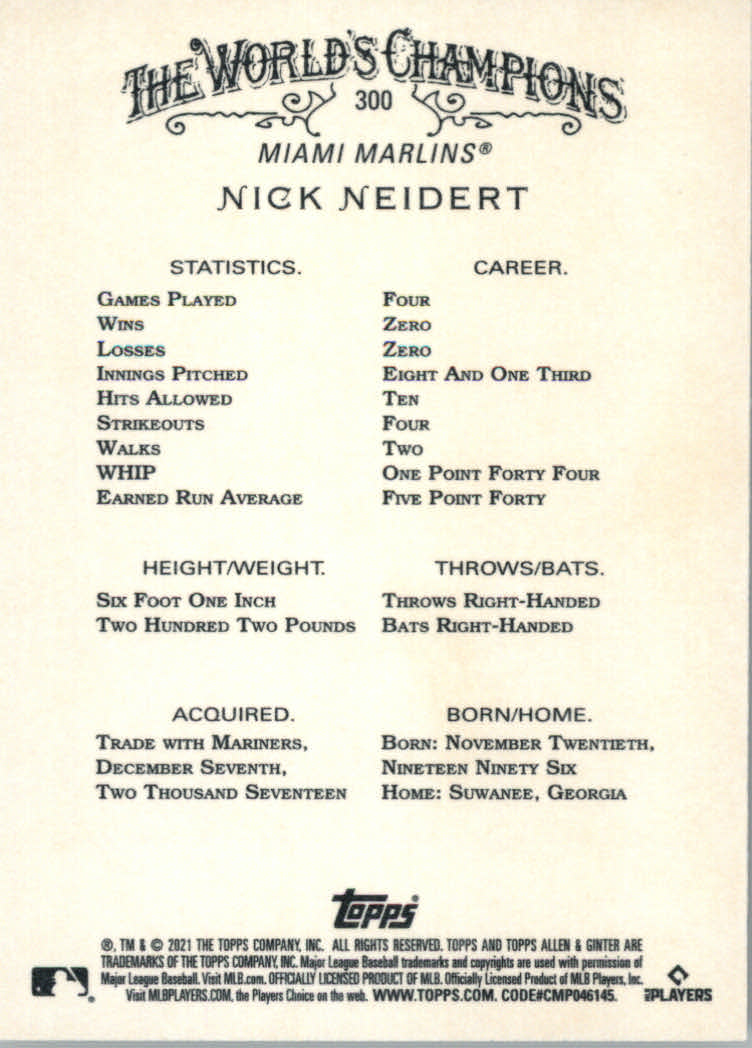 THE WORLD'S CHAMPIONS
300
MIAMI MARLINS®
NICK NEIDERT
STATISTICS. CAREER.
GAMES PLAYED FOUR
WINS ZERO
LOSSES ZERO
INNINGS PITCHED EIGHT AND ONE THIRD
HITS ALLOWED TEN
STRIKEOUTS FOUR
WALKS TWO
WHIP ONE POINT FORTY FOUR
EARNED RUN AVERAGE FIVE POINT FORTY
HEIGHT/WEIGHT. THROWS/BATS.
SIX FOOT ONE INCH THROWS RIGHT-HANDED
TWO HUNDRED TWO POUNDS BATS RIGHT-HANDED
ACQUIRED. BORN/HOME.
TRADE WITH MARINERS, BORN: NOVEMBER TWENTIETH,
DECEMBER SEVENTH, NINETEEN NINETY SIX
TWO THOUSAND SEVENTEEN HOME: SUWANEE, GEORGIA
TOPPS
®, TM & © 2021 THE TOPPS COMPANY, INC. ALL RIGHTS RESERVED. TOPPS AND TOPPS ALLEN & GINTER ARE
TRADEMARKS OF THE TOPPS COMPANY, INC. Major League Baseball trademarks and copyrights are used with permission of
Major League Baseball. Visit MLB.com. OFFICIALLY LICENSED PRODUCT OF MLB. Officially Licensed Product of MLB Players, Inc.
Visit MLBPLAYERS.COM, the Players Choice on the web. WWW.TOPPS.COM. CODE#CMP046145.
MLB PLAYERS